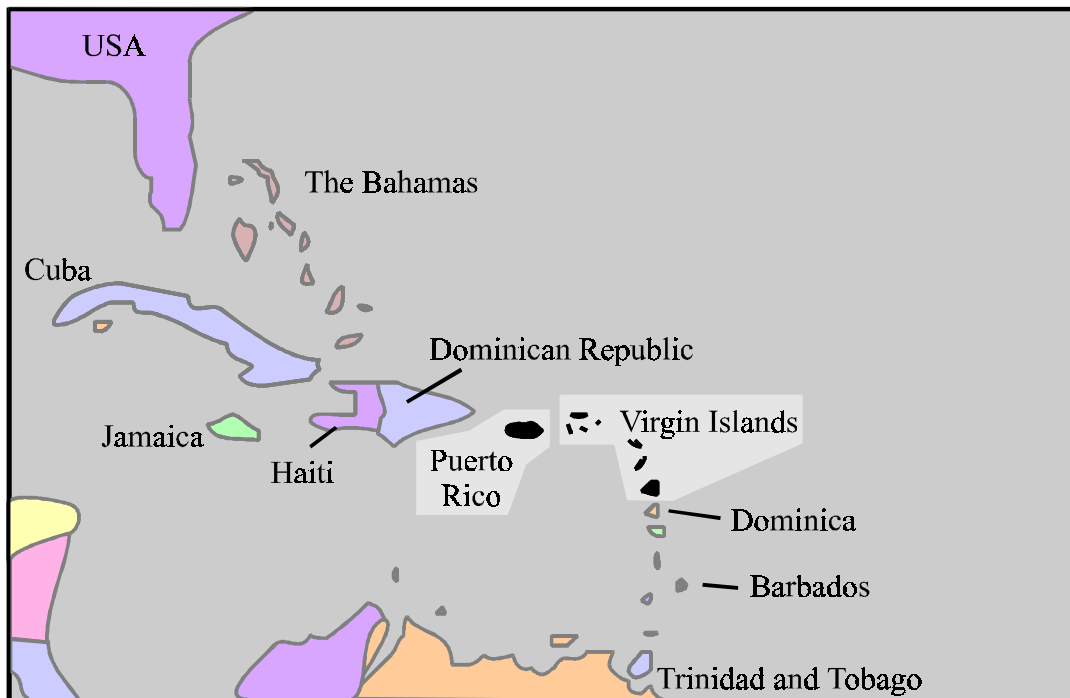 USA
The Bahamas
Cuba
Dominican Republic
Jamaica
Haiti
Puerto
Rico
Virgin Islands
Dominica
Barbados
Trinidad and Tobago